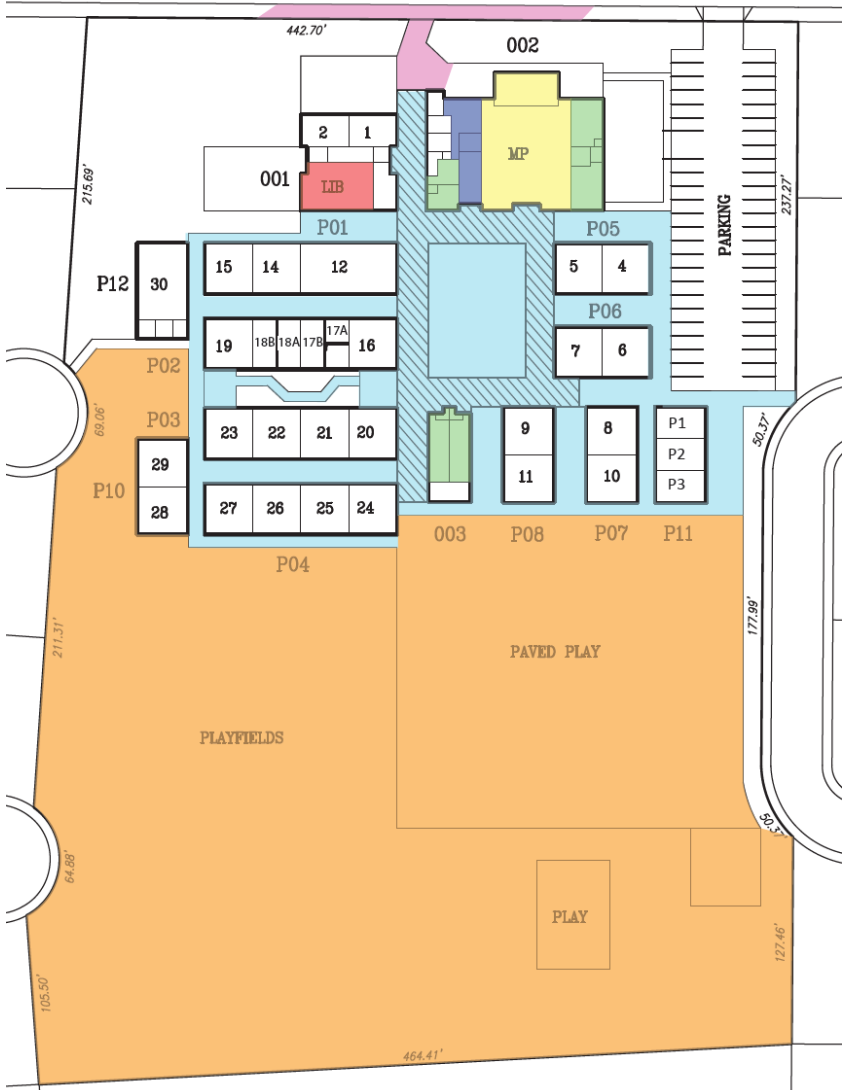 442.70'
002
215.69'
2
1
MP
001
LIB
237.27'
PARKING
P01
P05
P12
30
15
14
12
5
4
P06
19
18B
18A
17B
17A
16
7
6
P02
P03
69.06'
50.37'
23
22
21
20
9
8
P1
29
P2
P10
11
10
P3
28
27
26
25
24
003
P08
P07
P11
P04
177.99'
211.31'
PAVED PLAY
PLAYFIELDS
50.37'
64.88'
PLAY
127.46'
105.50'
464.41'